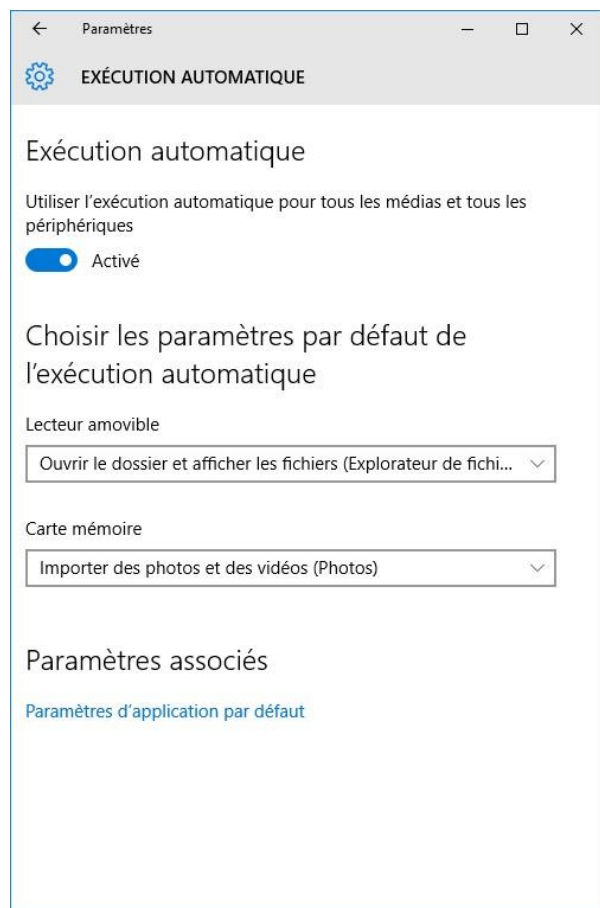 Paramètres
EXÉCUTION AUTOMATIQUE
Exécution automatique
Utiliser l'exécution automatique pour tous les médias et tous les
périphériques
Activé
Choisir les paramètres par défaut de
l'exécution automatique
Lecteur amovible
Ouvrir le dossier et afficher les fichiers (Explorateur de fichi...
Carte mémoire
Importer des photos et des vidéos (Photos)
Paramètres associés
Paramètres d'application par défaut